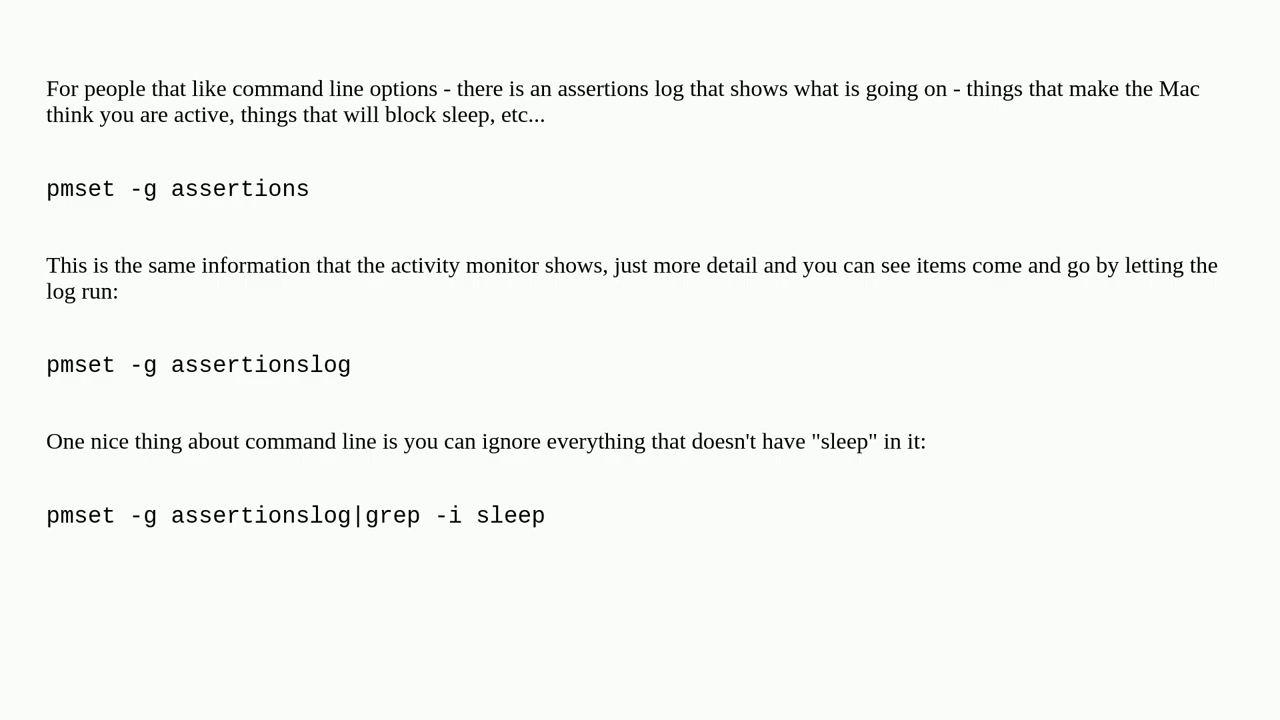 For people that like command line options - there is an assertions log that shows what is going on - things that make the Mac
think you are active, things that will block sleep, etc...
pmset -g assertions
This is the same information that the activity monitor shows, just more detail and you can see items come and go by letting the
log run:
pmset -g assertionslog
One nice thing about command line is you can ignore everything that doesn't have "sleep" in it:
pmset -g assertionslog|grep -i sleep